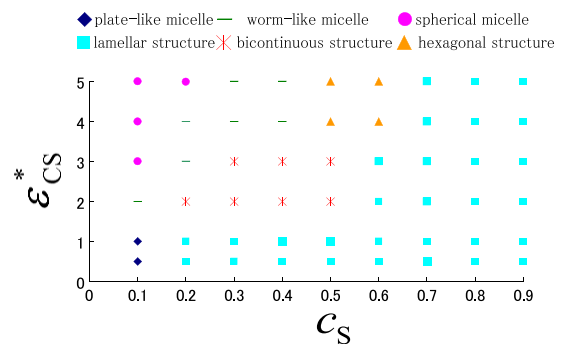 plate-like micelle worm-like micelle spherical micelle
lamellar structure bicontinuous structure hexagonal structure
5
4
3
2
1
0
ε*CS
0 0.1 0.2 0.3 0.4 0.5 0.6 0.7 0.8 0.9
cS